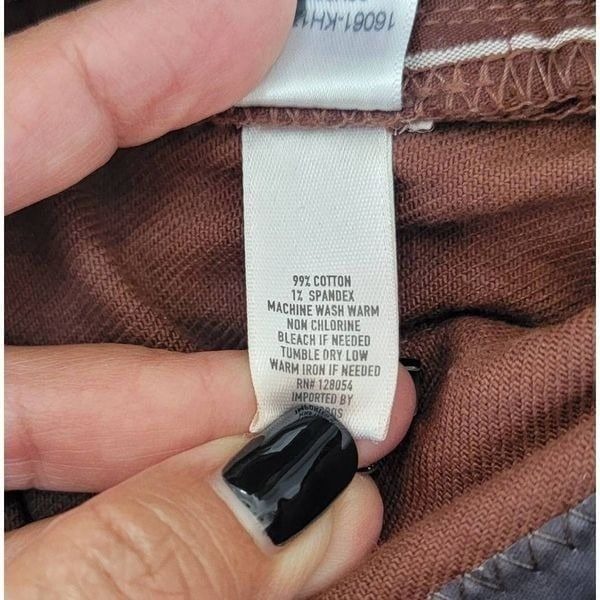 16061-KH11
99% COTTON
1% SPANDEX
MACHINE WASH WARM
NON CHLORINE
BLEACH IF NEEDED
TUMBLE DRY LOW
WARM IRON IF NEEDED
RN# 128054
IMPORTED BY